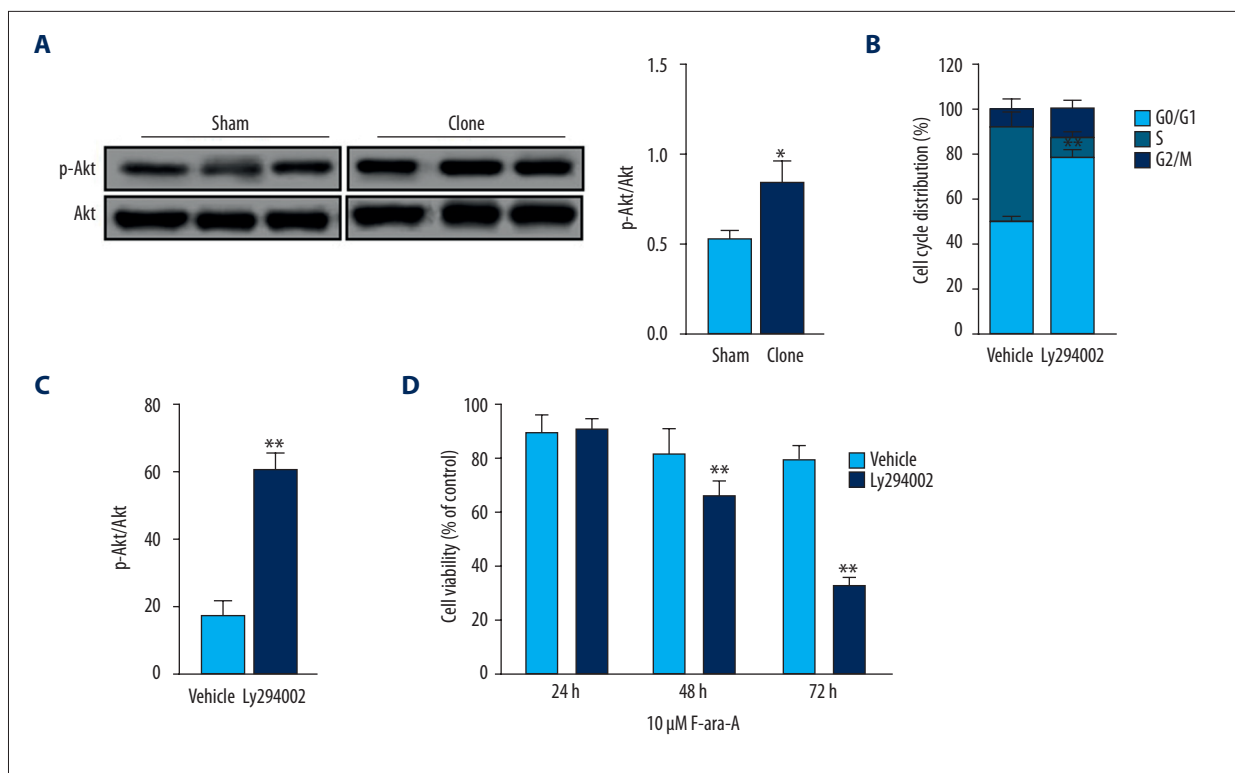 A
Sham
Clone
p-Akt
Akt
p-Akt/Akt
1.5
1.0
0.5
0.0
*
Sham Clone
B
Cell cycle distribution (%)
120
100
80
60
40
20
0
**
Vehicle Ly294002
G0/G1
S
G2/M
C
p-Akt/Akt
80
60
40
20
0
**
Vehicle Ly294002
D
Cell viability (% of control)
100
80
60
40
20
0
**
**
24 h 48 h 72 h
10 µM F-ara-A
Vehicle
Ly294002